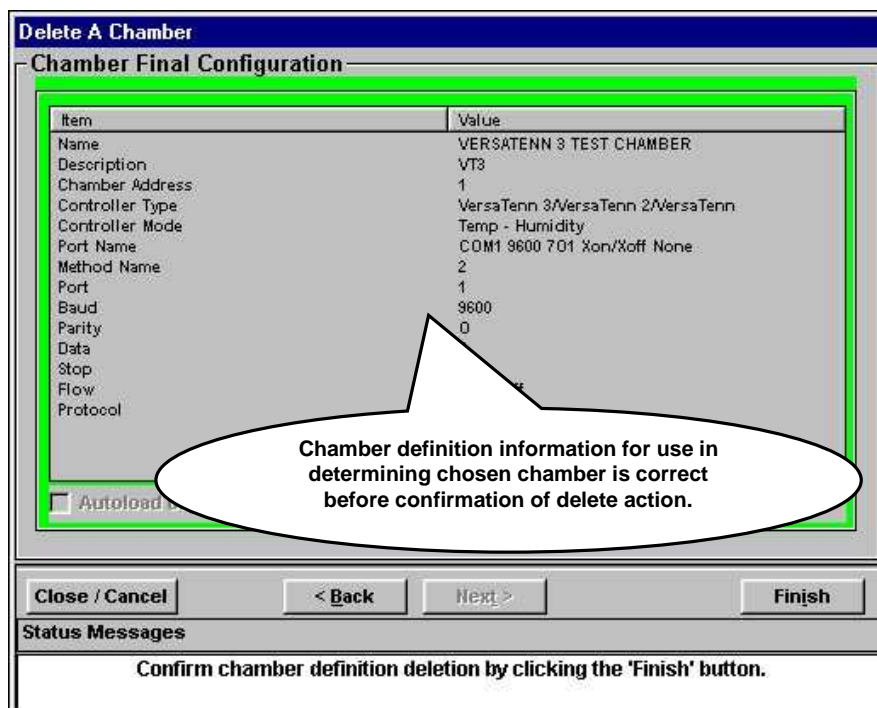 Delete A Chamber
Chamber Final Configuration
Item Value
Name VERSATENN 3 TEST CHAMBER
Description VT3
Chamber Address 1
Controller Type VersaTenn 3/VersaTenn 2/VersaTenn
Controller Mode Temp - Humidity
Port Name COM1 9600 7O1 Xon/Xoff None
Method Name 2
Port 1
Baud 9600
Parity O
Data
Stop
Flow
Protocol
Chamber definition information for use in
determining chosen chamber is correct
before confirmation of delete action.
Autoload
Close / Cancel < Back Next > Finish
Status Messages
Confirm chamber definition deletion by clicking the 'Finish' button.